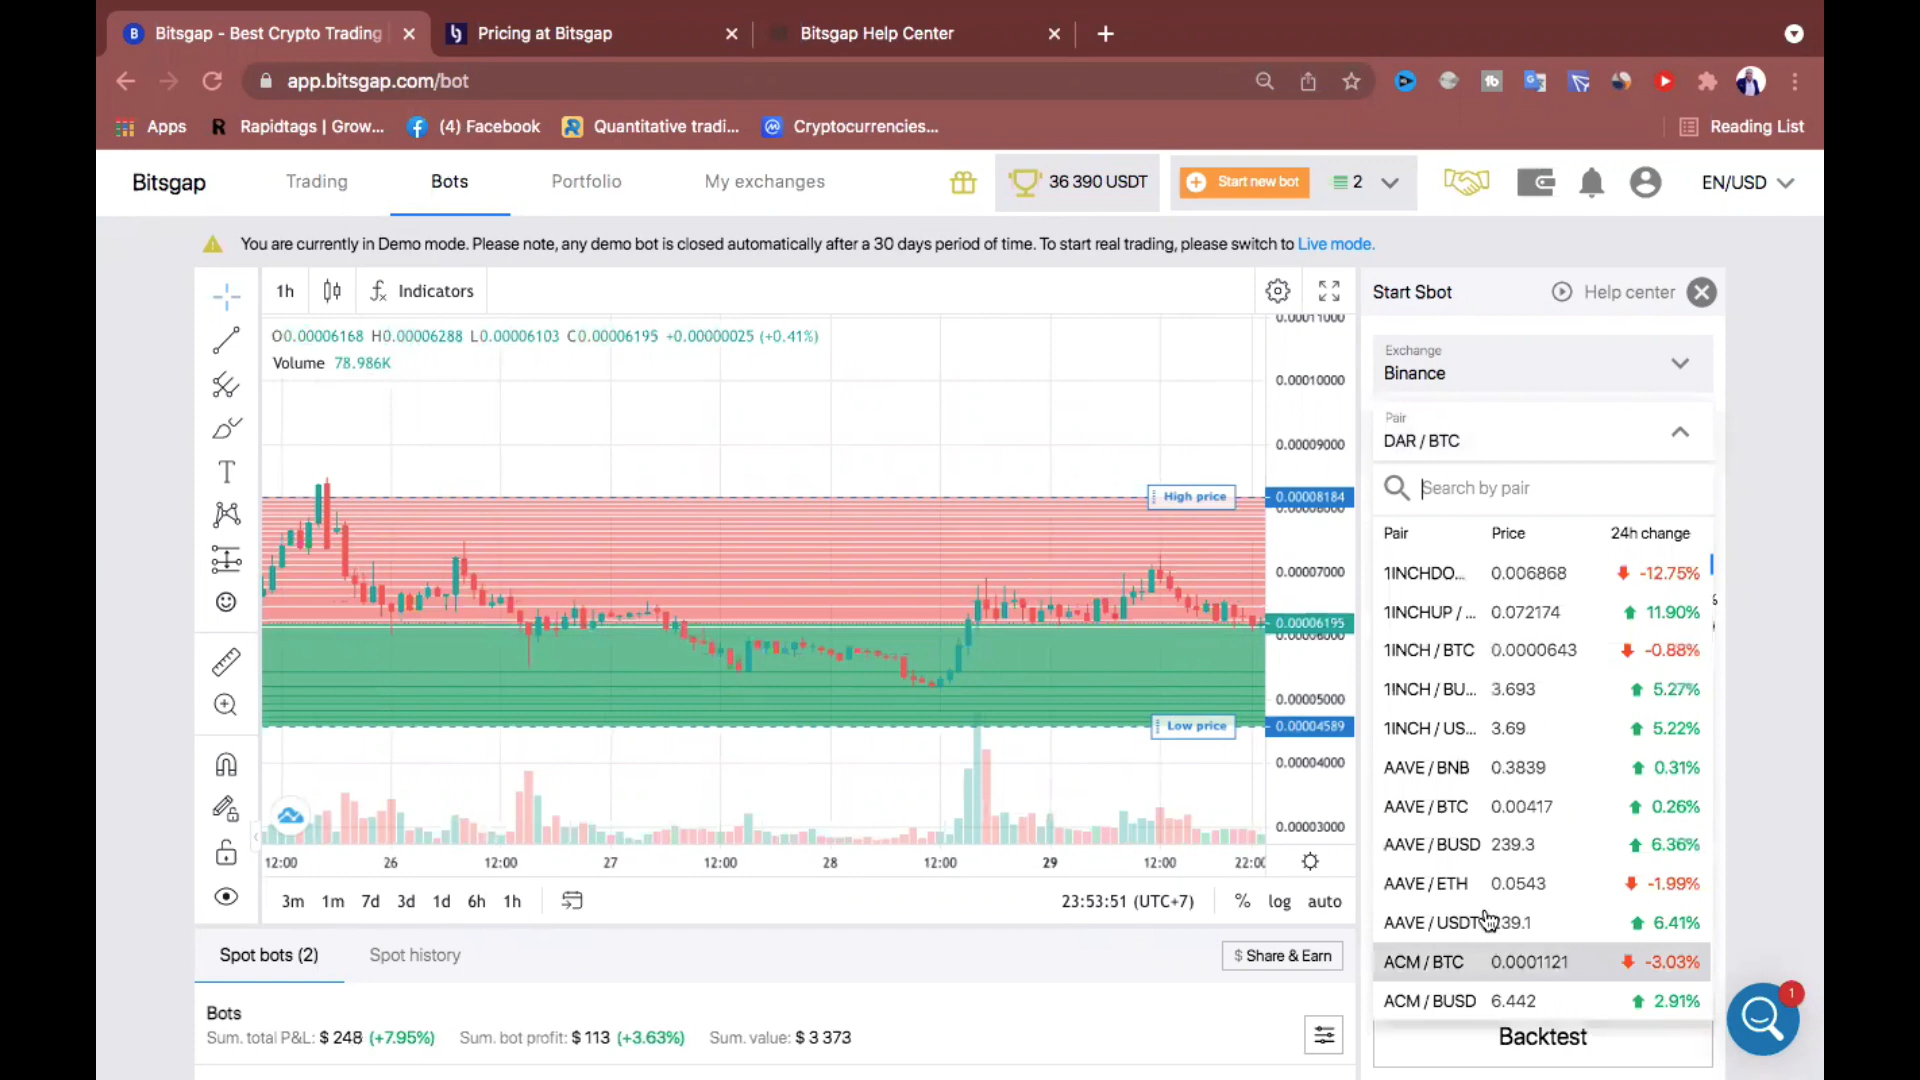 Bitsgap - Best Crypto Trading
Pricing at Bitsgap
Bitsgap Help Center
app.bitsgap.com/bot
Apps
Rapidtags | Grow...
(4) Facebook
Quantitative tradi...
Cryptocurrencies...
Reading List
Bitsgap
Trading
Bots
Portfolio
My exchanges
36 390 USDT
Start new bot
2
EN/USD
You are currently in Demo mode. Please note, any demo bot is closed automatically after a 30 days period of time. To start real trading, please switch to Live mode.
1h
Indicators
O0.00006168 H0.00006288 L0.00006103 C0.00006195 +0.00000025 (+0.41%)
Volume 78.986K
0.00011000
0.00010000
0.00009000
High price
0.00008184
0.00008000
0.00007000
0.00006195
0.00006000
0.00005000
Low price
0.00004589
0.00004000
0.00003000
12:00 26 12:00 27 12:00 28 12:00 29 12:00 22:00
3m 1m 7d 3d 1d 6h 1h
23:53:51 (UTC+7)
% log auto
Start Sbot
Help center
Exchange
Binance
Pair
DAR / BTC
Search by pair
Pair Price 24h change
1INCHDO... 0.006868 -12.75%
1INCHUP / ... 0.072174 11.90%
1INCH / BTC 0.0000643 -0.88%
1INCH / BU... 3.693 5.27%
1INCH / US... 3.69 5.22%
AAVE / BNB 0.3839 0.31%
AAVE / BTC 0.00417 0.26%
AAVE / BUSD 239.3 6.36%
AAVE / ETH 0.0543 -1.99%
AAVE / USDT 239.1 6.41%
ACM / BTC 0.0001121 -3.03%
ACM / BUSD 6.442 2.91%
Backtest
1
Spot bots (2)
Spot history
$ Share & Earn
Bots
Sum. total P&L: $ 248 (+7.95%) Sum. bot profit: $ 113 (+3.63%) Sum. value: $ 3 373